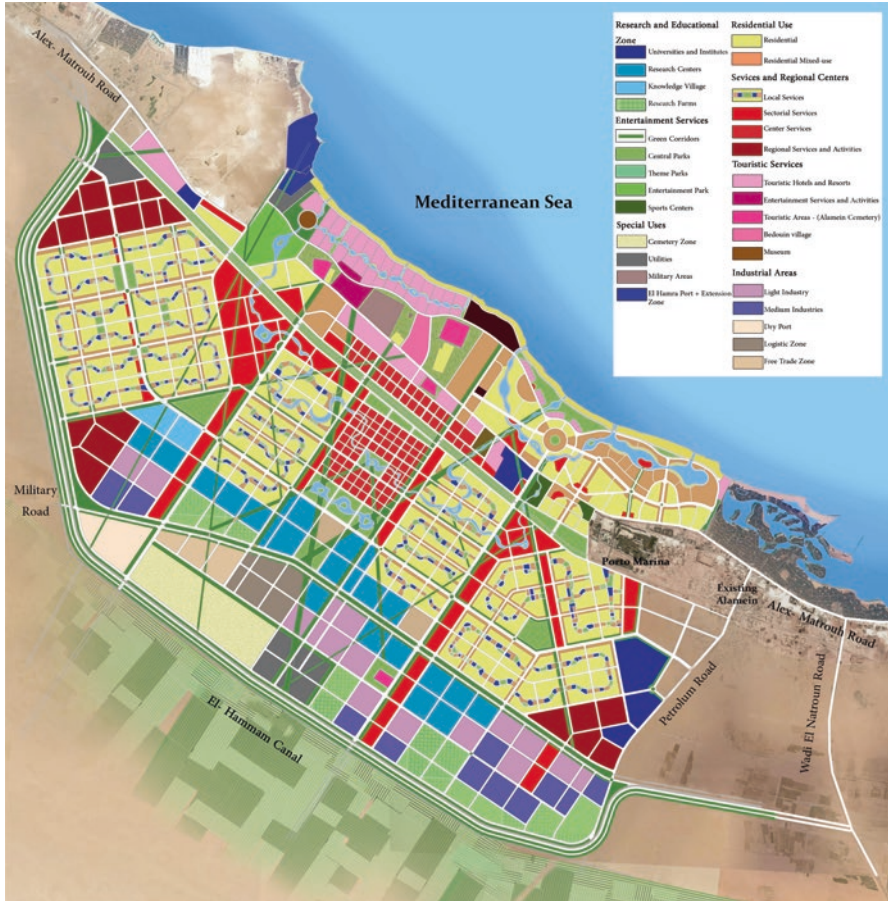 Alex- Matrouh Road
Mediterranean Sea
Military
Road
Porto Marina
Existing
Alamein
Alex- Matrouh Road
Petrolum Road
Wadi El Natroun Road
El- Hammam Canal
Research and Educational
Zone
Universities and Institutes
Research Centers
Knowledge Village
Research Farms
Entertainment Services
Green Corridors
Central Parks
Theme Parks
Entertainment Park
Sports Centers
Special Uses
Cemetery Zone
Utilities
Military Areas
El Hamra Port + Extension
Zone
Residential Use
Residential
Residential Mixed-use
Sevices and Regional Centers
Local Sevices
Sectorial Services
Center Services
Regional Services and Activities
Touristic Services
Touristic Hotels and Resorts
Entertainment Services and Activities
Touristic Areas - (Alamein Cemetery)
Bedouin village
Museum
Industrial Areas
Light Industry
Medium Industries
Dry Port
Logistic Zone
Free Trade Zone